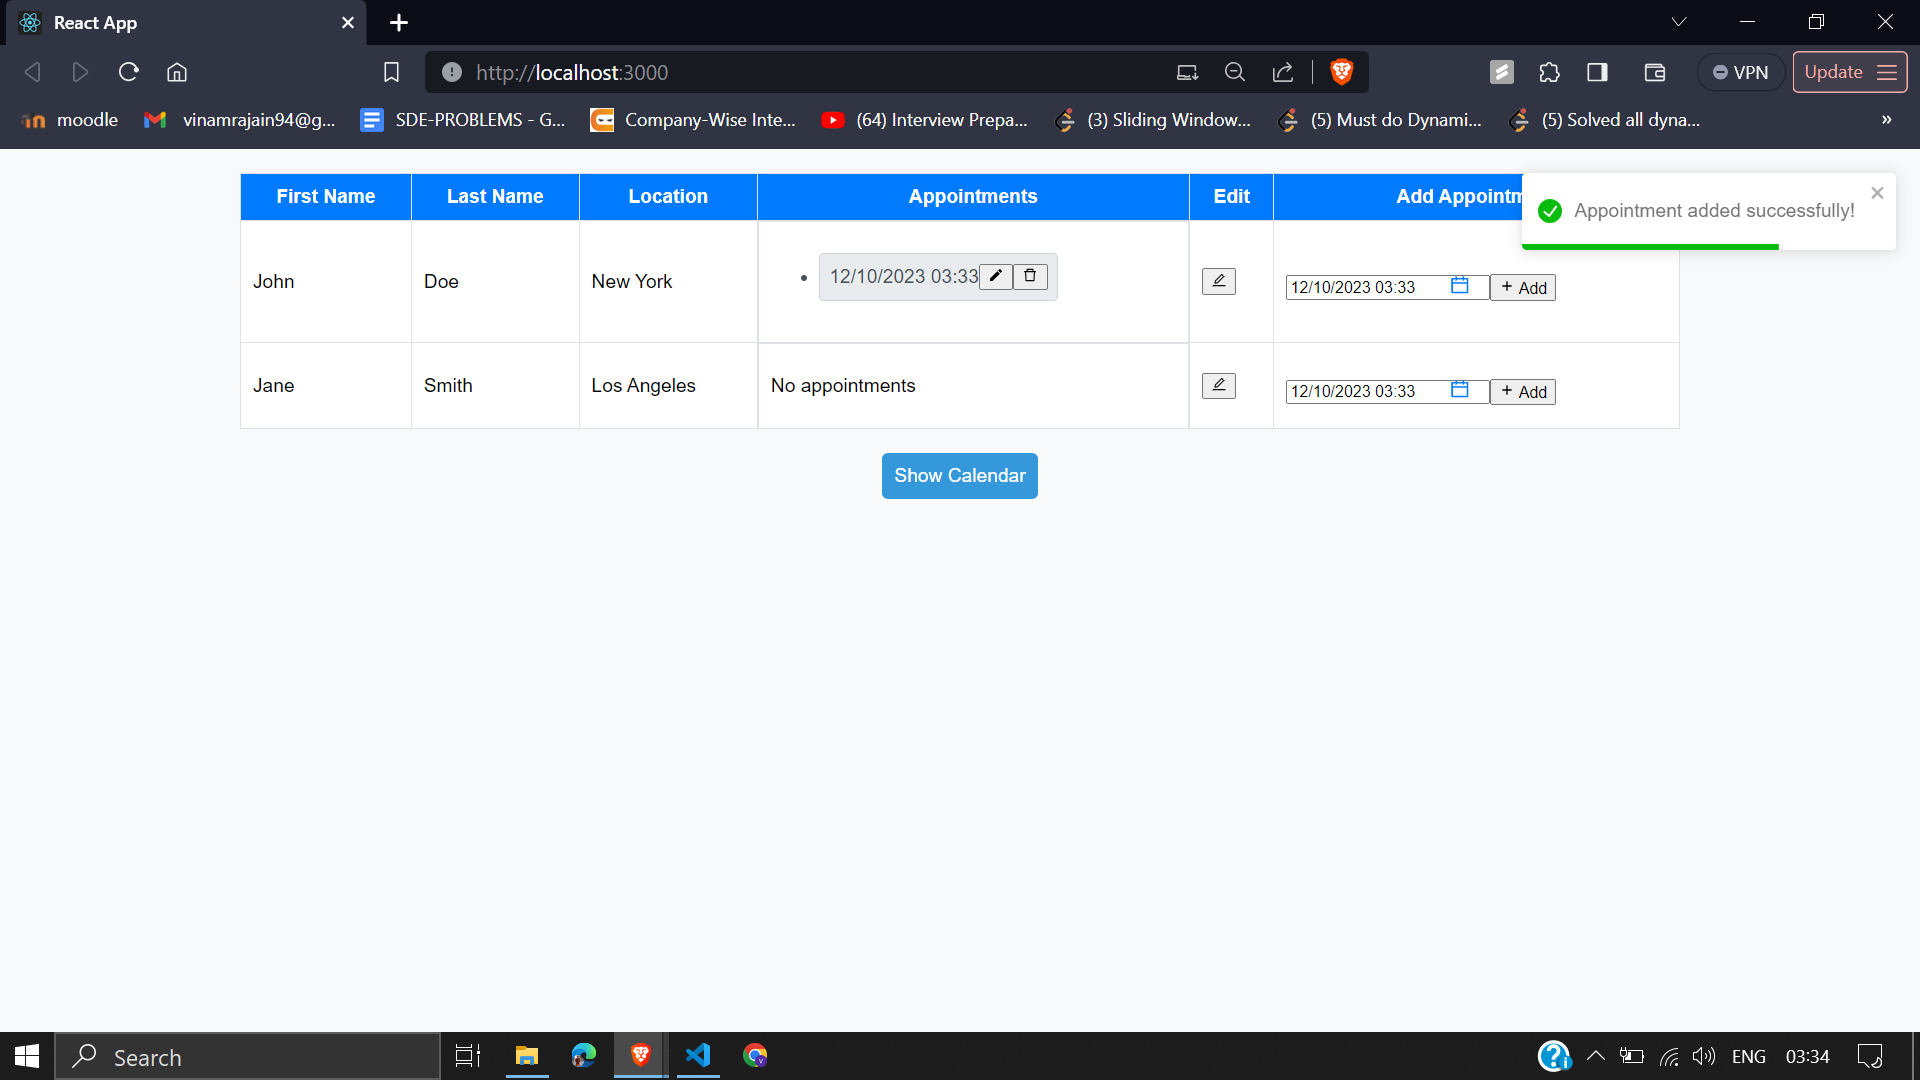 React App
http://localhost:3000
VPN
Update
moodle
vinamrajain94@g...
SDE-PROBLEMS - G...
Company-Wise Inte...
(64) Interview Prepa...
(3) Sliding Window...
(5) Must do Dynami...
(5) Solved all dyna...
»
First Name Last Name Location Appointments Edit Add Appointm
Appointment added successfully!
John Doe New York • 12/10/2023 03:33 12/10/2023 03:33 + Add
Jane Smith Los Angeles No appointments 12/10/2023 03:33 + Add
Show Calendar
Search
ENG 03:34